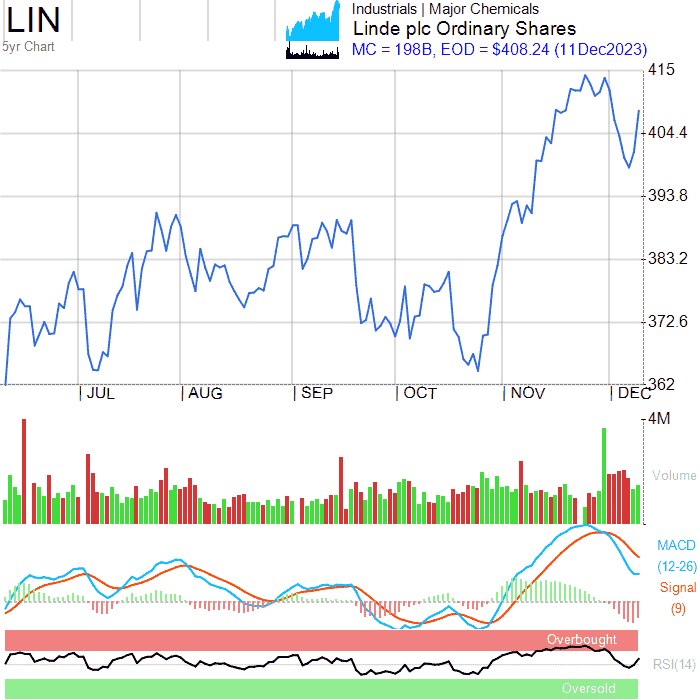 LIN
5yr Chart
Industrials | Major Chemicals
Linde plc Ordinary Shares
MC = 198B, EOD = $408.24 (11Dec2023)
415
404.4
393.8
383.2
372.6
362
JUL AUG SEP OCT NOV DEC
4M
Volume
MACD
(12-26)
Signal
(9)
Overbought
RSI(14)
Oversold